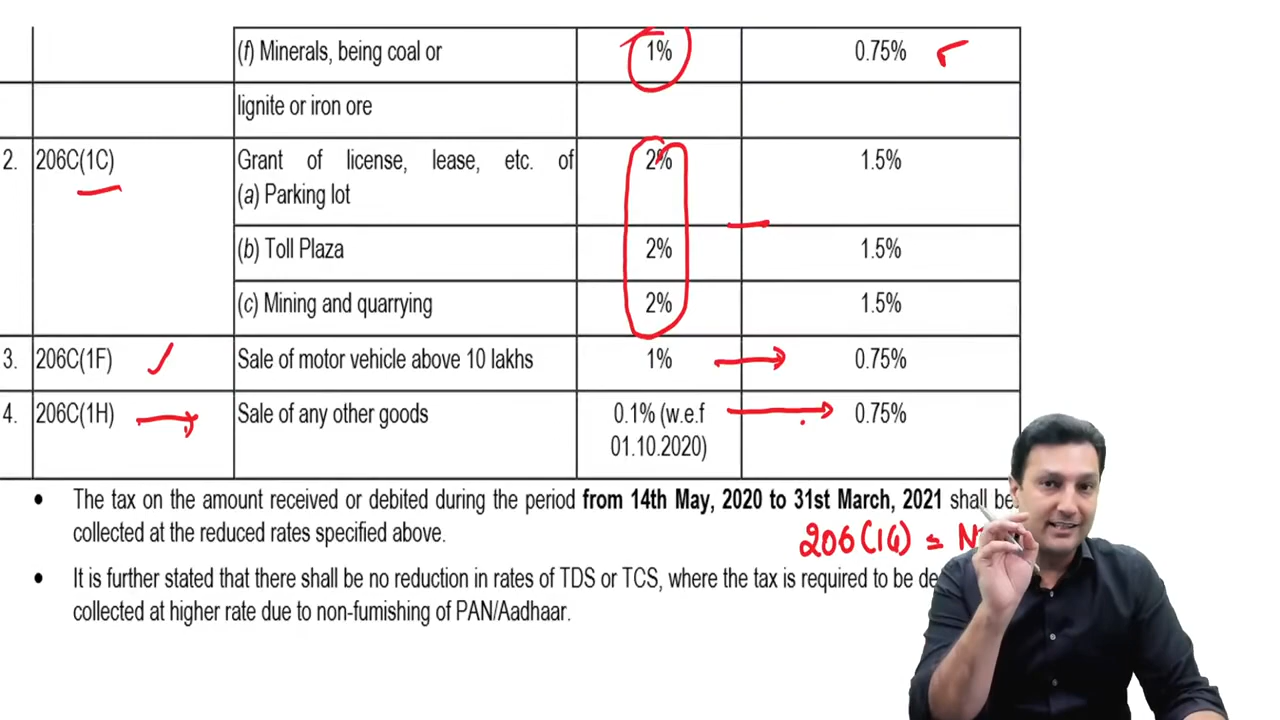 (f) Minerals, being coal or 1% 0.75%
lignite or iron ore
2. 206C(1C) Grant of license, lease, etc. of 2% 1.5%
(a) Parking lot
(b) Toll Plaza 2% 1.5%
(c) Mining and quarrying 2% 1.5%
3. 206C(1F) Sale of motor vehicle above 10 lakhs 1% 0.75%
4. 206C(1H) Sale of any other goods 0.1% (w.e.f 0.75%
01.10.2020)
• The tax on the amount received or debited during the period from 14th May, 2020 to 31st March, 2021 shall be
collected at the reduced rates specified above.
206(1G) =
• It is further stated that there shall be no reduction in rates of TDS or TCS, where the tax is required to be
collected at higher rate due to non-furnishing of PAN/Aadhaar.